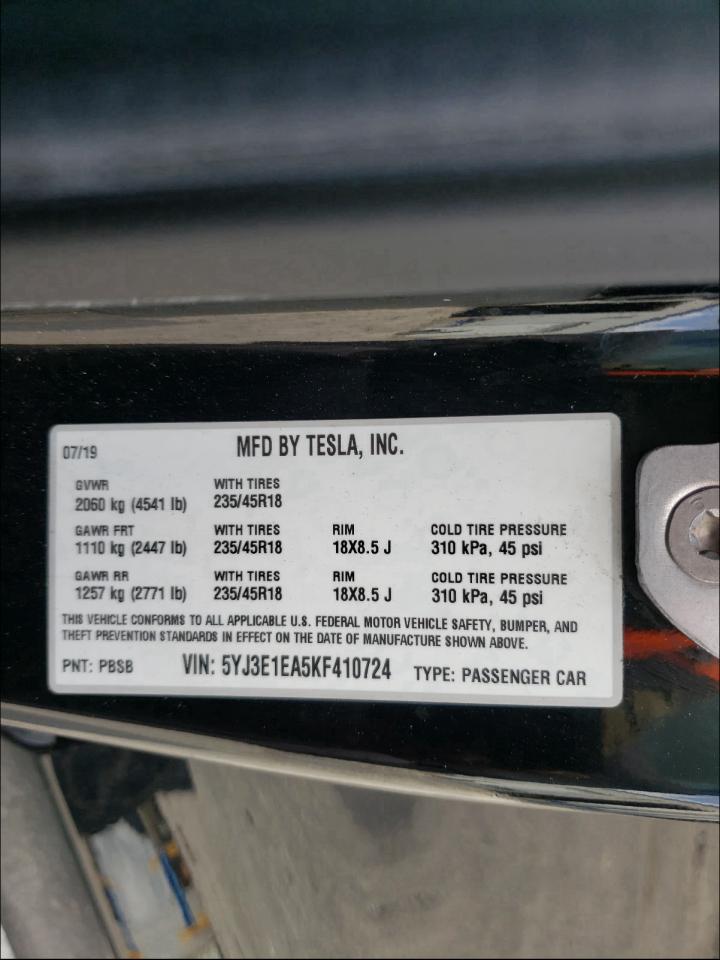 07/19 MFD BY TESLA, INC.
GVWR WITH TIRES
2060 kg (4541 lb) 235/45R18
GAWR FRT WITH TIRES RIM COLD TIRE PRESSURE
1110 kg (2447 lb) 235/45R18 18X8.5 J 310 kPa, 45 psi
GAWR RR WITH TIRES RIM COLD TIRE PRESSURE
1257 kg (2771 lb) 235/45R18 18X8.5 J 310 kPa, 45 psi
THIS VEHICLE CONFORMS TO ALL APPLICABLE U.S. FEDERAL MOTOR VEHICLE SAFETY, BUMPER, AND
THEFT PREVENTION STANDARDS IN EFFECT ON THE DATE OF MANUFACTURE SHOWN ABOVE.
PNT: PBSB VIN: 5YJ3E1EA5KF410724 TYPE: PASSENGER CAR